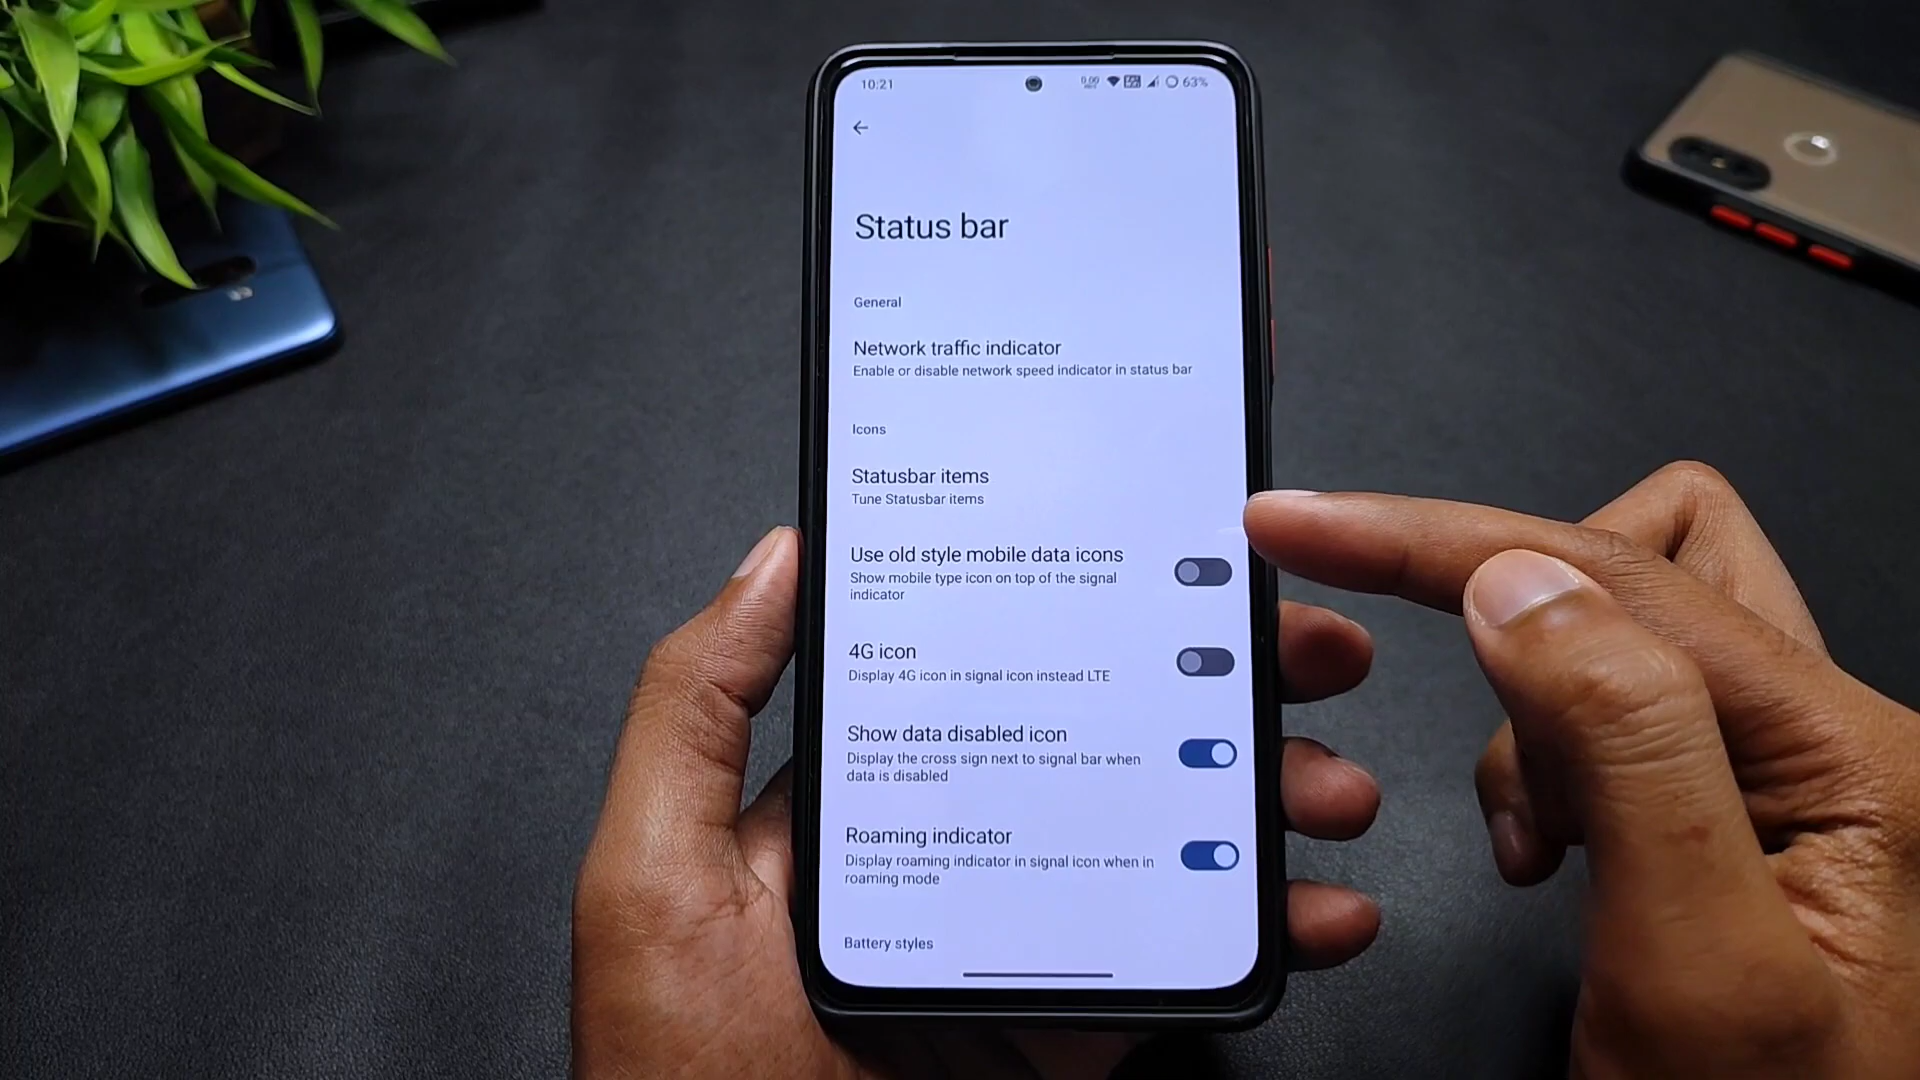 10:21
0.00
63%
Status bar
General
Network traffic indicator
Enable or disable network speed indicator in status bar
Icons
Statusbar items
Tune Statusbar items
Use old style mobile data icons
Show mobile type icon on top of the signal
indicator
4G icon
Display 4G icon in signal icon instead LTE
Show data disabled icon
Display the cross sign next to signal bar when
data is disabled
Roaming indicator
Display roaming indicator in signal icon when in
roaming mode
Battery styles